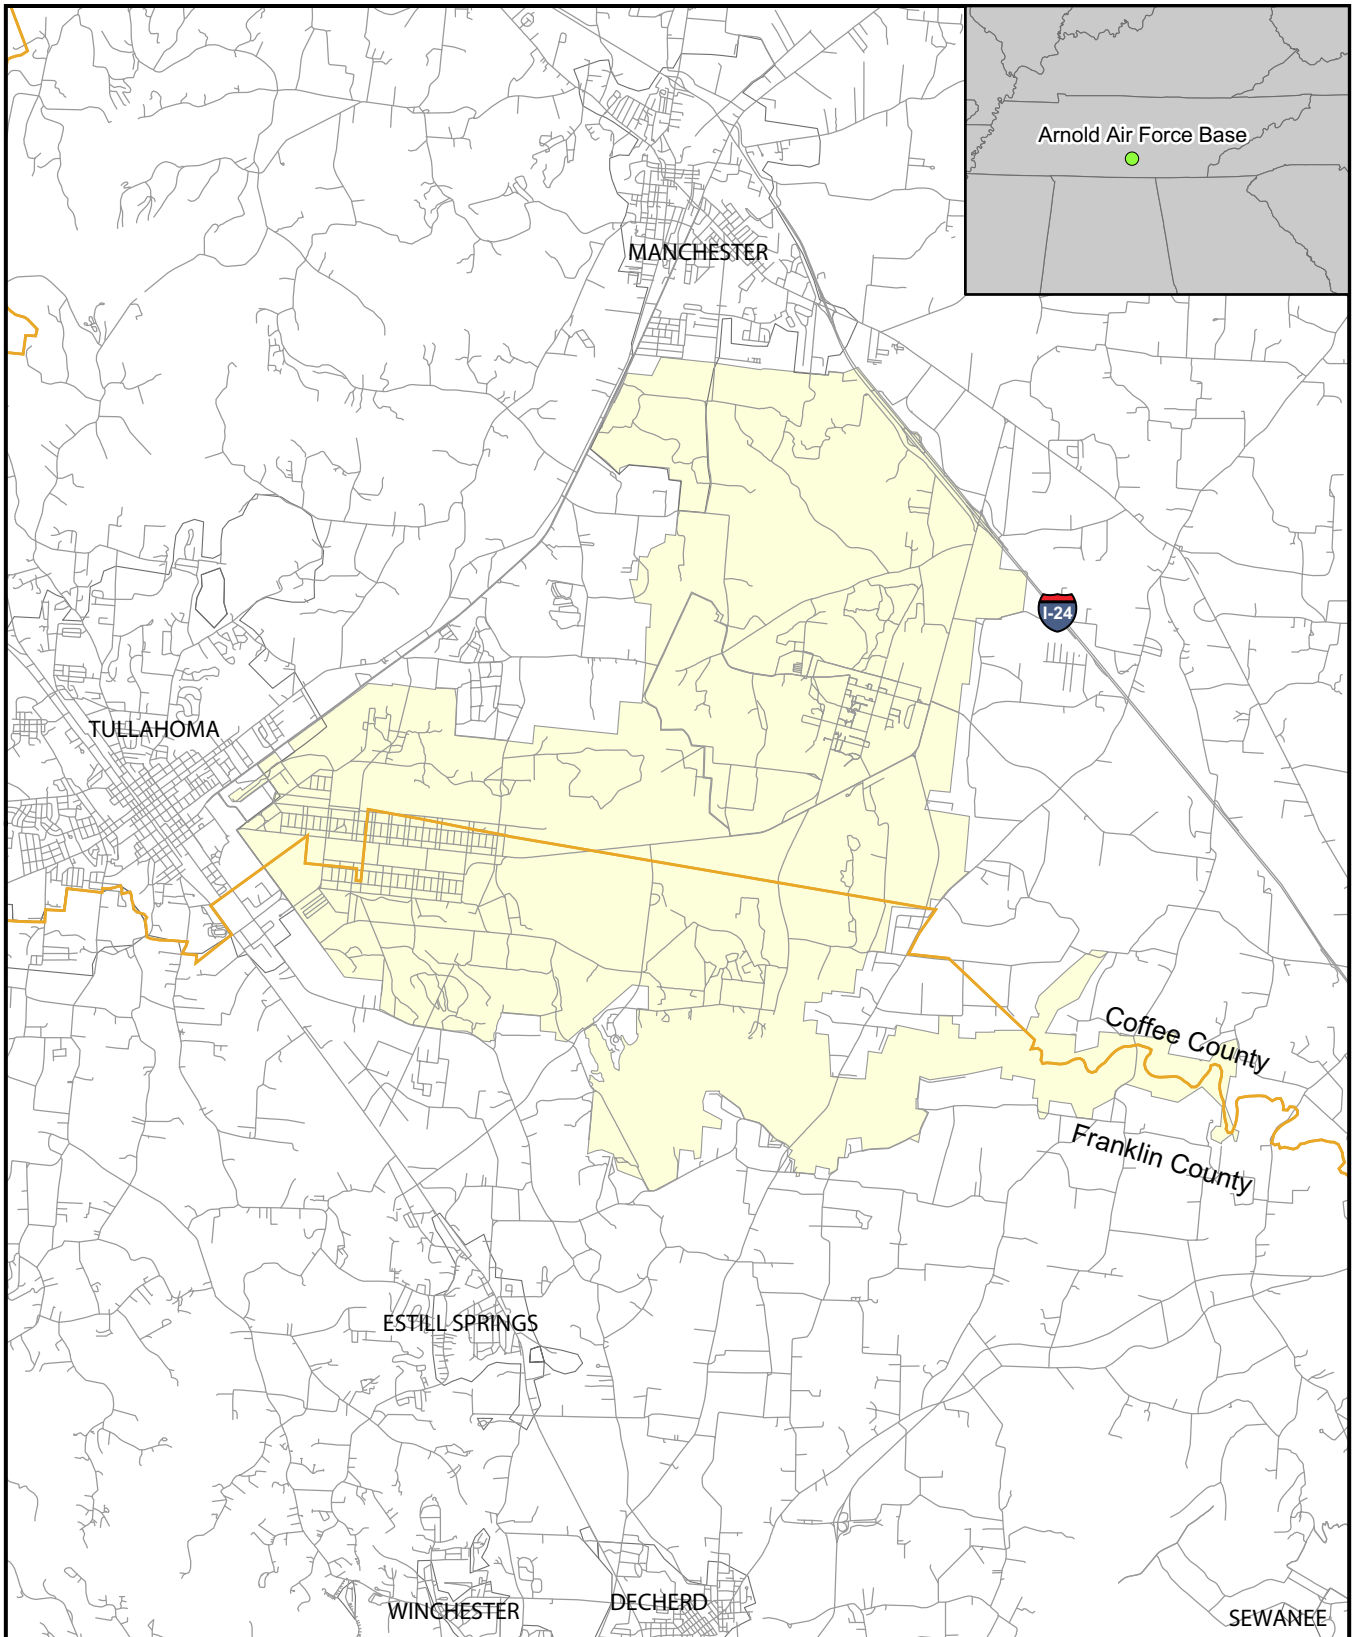 Arnold Air Force Base
MANCHESTER
I-24
TULLAHOMA
Coffee County
Franklin County
ESTILL SPRINGS
WINCHESTER
DECHERD
SEWANEE